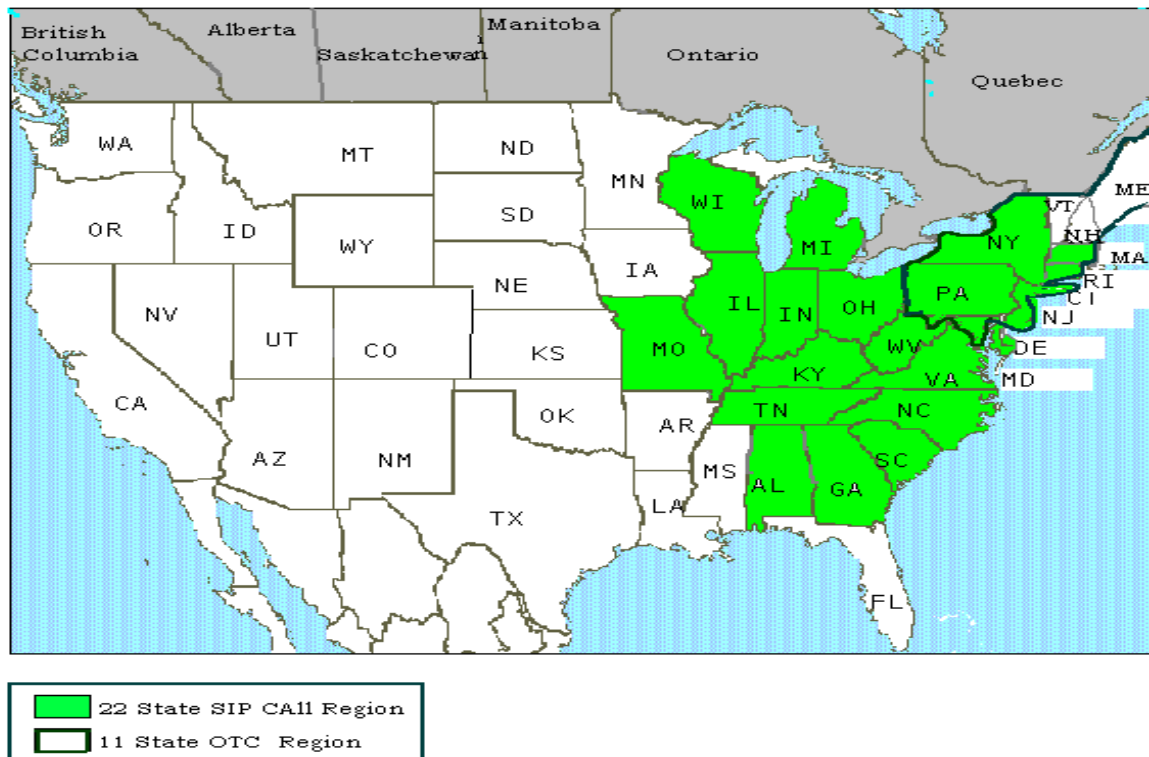 British
Columbia
Alberta
Saskatchewan
Manitoba
Ontario
Quebec
WA
MT
ND
MN
OR
ID
SD
WI
MI
VT
ME
NY
NH
MA
WY
IA
NE
RI
CI
NV
UT
CO
KS
MO
IL
IN
OH
PA
NJ
WV
DE
KY
VA
MD
CA
AZ
NM
OK
AR
TN
NC
MS
AL
GA
SC
TX
LA
FL
22 State SIP CAll Region
11 State OTC Region